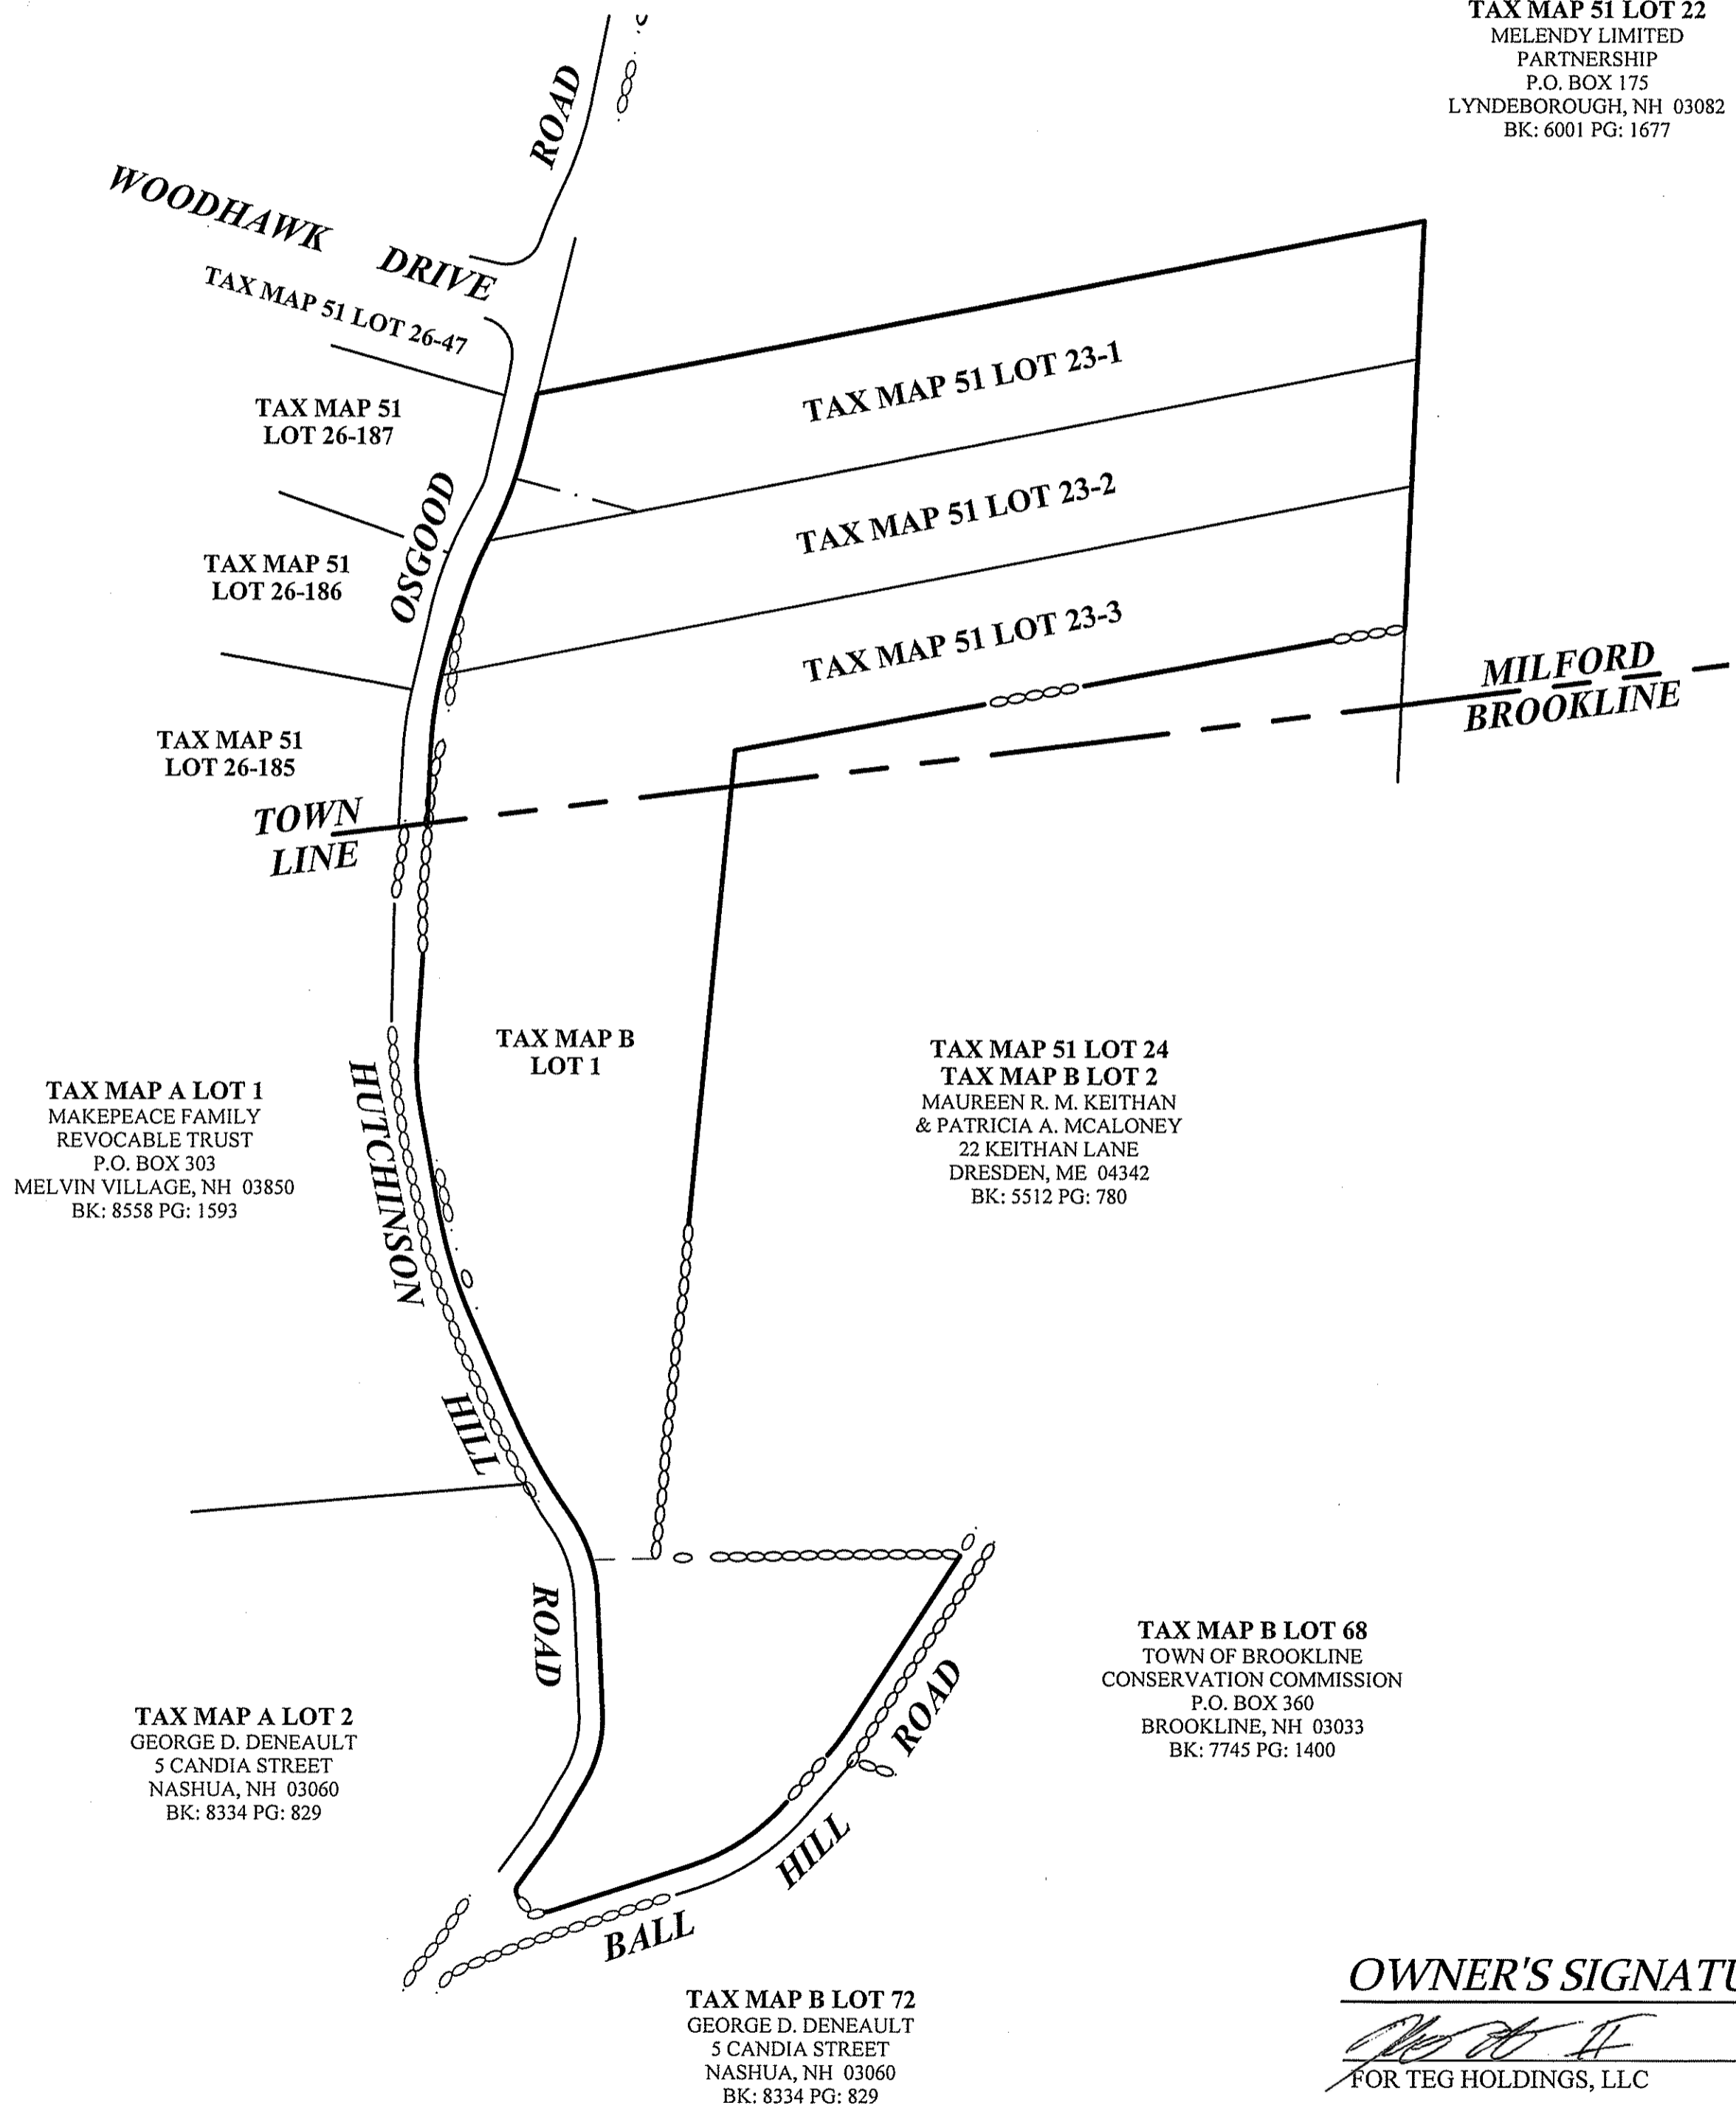 TAX MAP 51 LOT 22
MELENDY LIMITED
PARTNERSHIP
P.O. BOX 175
LYNDEBOROUGH, NH 03082
BK: 6001 PG: 1677
ROAD
WOODHAWK DRIVE
TAX MAP 51 LOT 26-47
TAX MAP 51 LOT 23-1
TAX MAP 51
LOT 26-187
TAX MAP 51 LOT 23-2
OSGOOD
TAX MAP 51
LOT 26-186
TAX MAP 51 LOT 23-3
MILFORD
BROOKLINE
TAX MAP 51
LOT 26-185
TOWN
LINE
TAX MAP B
LOT 1
TAX MAP 51 LOT 24
TAX MAP B LOT 2
MAUREEN R. M. KEITHAN
& PATRICIA A. MCALONEY
22 KEITHAN LANE
DRESDEN, ME 04342
BK: 5512 PG: 780
TAX MAP A LOT 1
MAKEPEACE FAMILY
REVOCABLE TRUST
P.O. BOX 303
MELVIN VILLAGE, NH 03850
BK: 8558 PG: 1593
HUTCHINSON
HILL
ROAD
TAX MAP B LOT 68
TOWN OF BROOKLINE
CONSERVATION COMMISSION
P.O. BOX 360
BROOKLINE, NH 03033
BK: 7745 PG: 1400
TAX MAP A LOT 2
GEORGE D. DENEAULT
5 CANDIA STREET
NASHUA, NH 03060
BK: 8334 PG: 829
BALL HILL ROAD
TAX MAP B LOT 72
GEORGE D. DENEAULT
5 CANDIA STREET
NASHUA, NH 03060
BK: 8334 PG: 829
OWNER'S SIGNATU
FOR TEG HOLDINGS, LLC